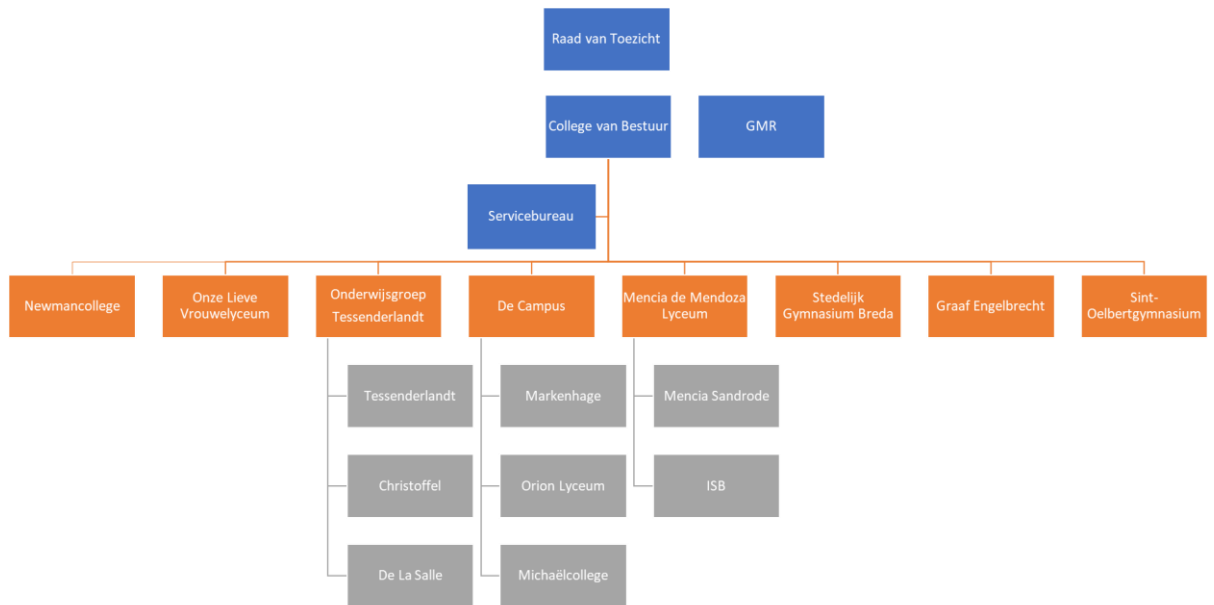 Raad van Toezicht
College van Bestuur
GMR
Servicebureau
Newmancollege
Onze Lieve
Vrouwelyceum
Onderwijsgroep
Tessenderlandt
De Campus
Mencia de Mendoza
Lyceum
Stedelijk
Gymnasium Breda
Graaf Engelbrecht
Sint-
Oelbertgymnasium
Tessenderlandt
Markenhage
Mencia Sandrode
Christoffel
Orion Lyceum
ISB
De La Salle
Michaëlcollege